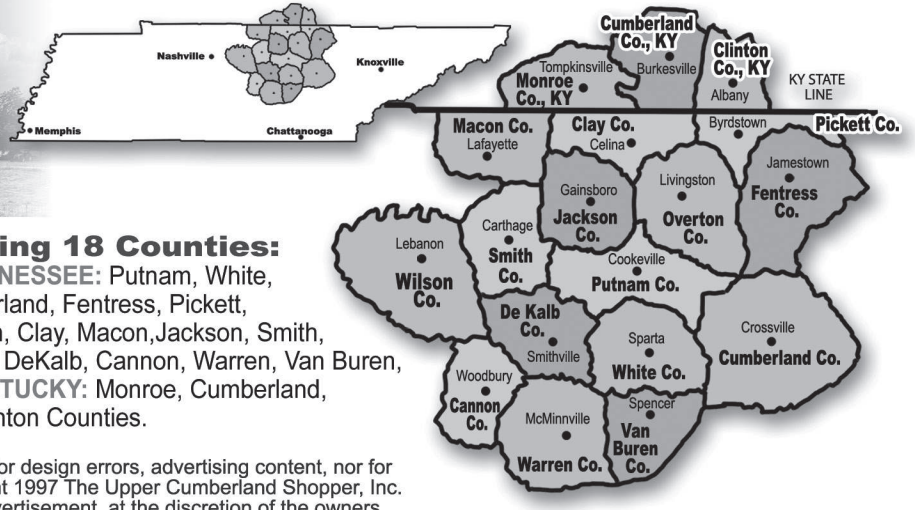 Nashville
Knoxville
Memphis
Chattanooga
Cumberland
Co., KY
Burkesville
Clinton
Co., KY
Albany
Tompkinsville
Monroe
Co., KY
KY STATE
LINE
Macon Co.
Lafayette
Clay Co.
Celina
Byrdstown
Pickett Co.
Jamestown
Fentress
Co.
Gainsboro
Jackson
Co.
Livingston
Overton
Co.
Carthage
Smith
Co.
Lebanon
Wilson
Co.
Cookeville
Putnam Co.
De Kalb
Co.
Smithville
Sparta
White Co.
Crossville
Cumberland Co.
Woodbury
Cannon
Co.
McMinnville
Warren Co.
Spencer
Van
Buren
Co.
ing 18 Counties:
NESSEE: Putnam, White,
rland, Fentress, Pickett,
n, Clay, Macon,Jackson, Smith,
DeKalb, Cannon, Warren, Van Buren,
TUCKY: Monroe, Cumberland,
nton Counties.
or design errors, advertising content, nor for
nt 1997 The Upper Cumberland Shopper, Inc.
vertisement, at the discretion of the owners